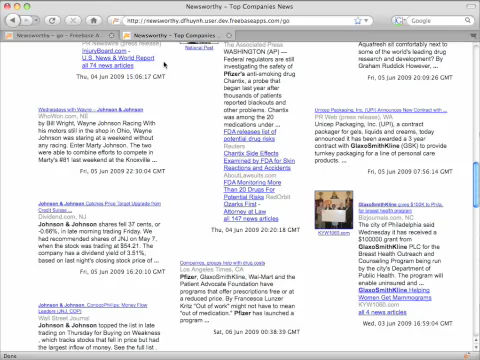 Newsworthy – Top Companies News
http://newsworthy.dfhuynh.user.dev.freebaseapps.com/go
Google
Newsworthy – go – Freebase A...
Newsworthy – Top Companies ...
PR Newswire (press release)
InjuryBoard.com -
U.S. News & World Report
all 74 news articles
Thu, 04 Jun 2009 15:06:17 GMT
Wednesdays with Wayne - Johnson & Johnson
WhoWon.com, NE
by Bill Wright, Wayne Johnson Racing With
his motors still in the shop in Ohio, Wayne
Johnson was staring at a weekend without
any racing. Enter Marty Johnson. The two
were able to combine efforts to compete in
Marty's #81 last weekend at the Knoxville ...
Fri, 05 Jun 2009 22:30:04 GMT
Johnson & Johnson Catches Price Target Upgrade from
Credit Suisse ...
Dividend.com, NJ
Johnson & Johnson shares fell 37 cents, or
-0.66%, in late morning trading Friday. We
had recommended shares of JNJ on May 7,
when the stock was trading at $54.21. The
company has a dividend yield of 3.51%,
based on last night's closing stock price of ...
Fri, 05 Jun 2009 16:20:10 GMT
Johnson & Johnson, ConocoPhillips: Money Flow
Leaders (JNJ, COP)
Wall Street Journal
Johnson & Johnson topped the list in late
trading on Thursday for Buying on Weakness
, which tracks stocks that fell in price but had
the largest inflow of money. See the full list .
National Post
The Associated Press
WASHINGTON (AP) —
Federal regulators are still
investigating the safety of
Pfizer's anti-smoking drug
Chantix, a probe that
began last year after
thousands of patients
reported blackouts and
other problems. Chantix
was among the 20
medications under ...
FDA releases list of
potential drug risks
Reuters
Chantix Side Effects
Examined by FDA for Skin
Reactions and Accidents
AboutLawsuits.com
FDA Monitoring More
Than 20 Drugs For
Potential Risks RedOrbit
Ozarks First -
Attorney at Law
all 147 news articles
Thu, 04 Jun 2009 20:20:18 GMT
Companies, groups help with drug costs
Los Angeles Times, CA
Pfizer, GlaxoSmithKline, Wal-Mart and the
Patient Advocate Foundation have
programs that offer prescriptions free or at
a reduced price. By Francesca Lunzer
Kritz "Out of work" might not have to mean
"out of medication." Pfizer has launched a
program ...
Sat, 06 Jun 2009 00:38:39 GMT
Aquafresh sit comfortably next to
some of the world's leading drug
research and development? By
Graham Ruddick However, ...
Fri, 05 Jun 2009 20:09:26 GMT
Unicep Packaging, Inc. (UPI) Announces New Contract with ...
PR Web (press release), WA
Unicep Packaging, Inc. (UPI), a contract
packager for gels, liquids and creams, today
announced it has been awarded a 3 year
contract with GlaxoSmithKline (GSK) to provide
turnkey packaging for a line of personal care
products. ...
Fri, 05 Jun 2009 07:56:14 GMT
KYW1060.com
GlaxoSmithKline gives $100K to Phila.
for breast health program
Bizjournals.com, NC
The city of Philadelphia said
Wednesday it has received a
$100000 grant from
GlaxoSmithKline PLC for the
Breast Health Outreach and
Counseling Program being
run by the city's Department
of Public Health. The program
will enable uninsured and ...
GlaxoSmithKline Helping
Women Get Mammograms
KYW1060.com
all 4 news articles
Wed, 03 Jun 2009 16:59:04 GMT
Done